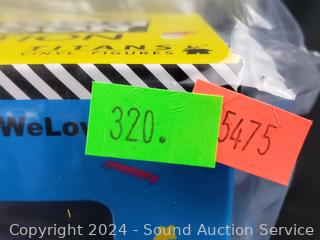 TITANS
VINYL FIGURES
WeLov
320.
5475
Copyright 2024 - Sound Auction Service